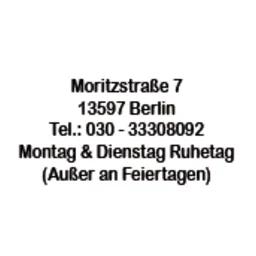 Moritzstraße 7
13597 Berlin
Tel.: 030 - 33308092
Montag & Dienstag Ruhetag
(Außer an Feiertagen)